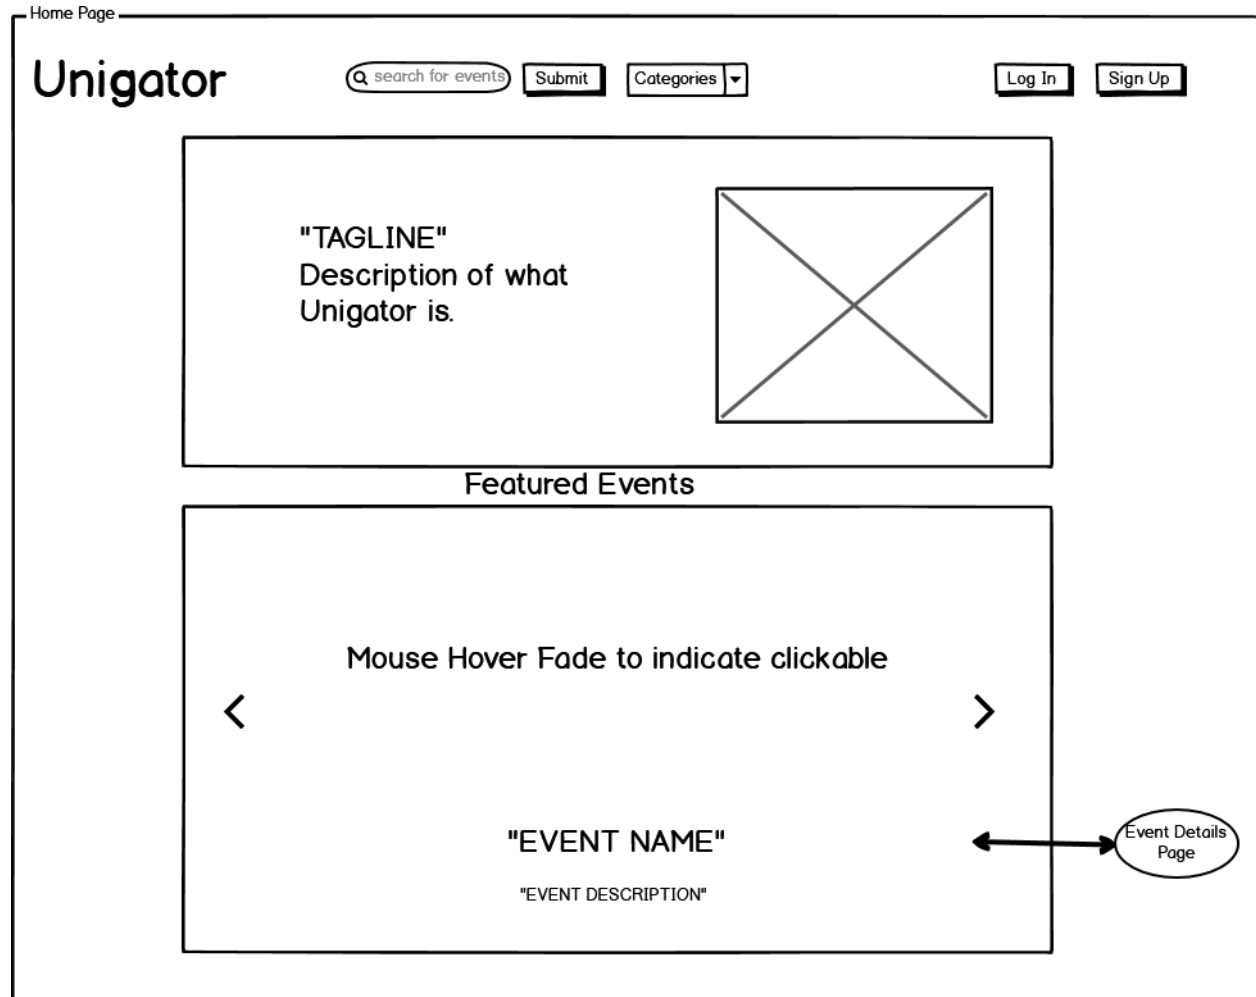 Home Page
Unigator
search for events
Submit
Categories
Log In
Sign Up
"TAGLINE"
Description of what
Unigator is.
Featured Events
Mouse Hover Fade to indicate clickable
"EVENT NAME"
"EVENT DESCRIPTION"
Event Details
Page